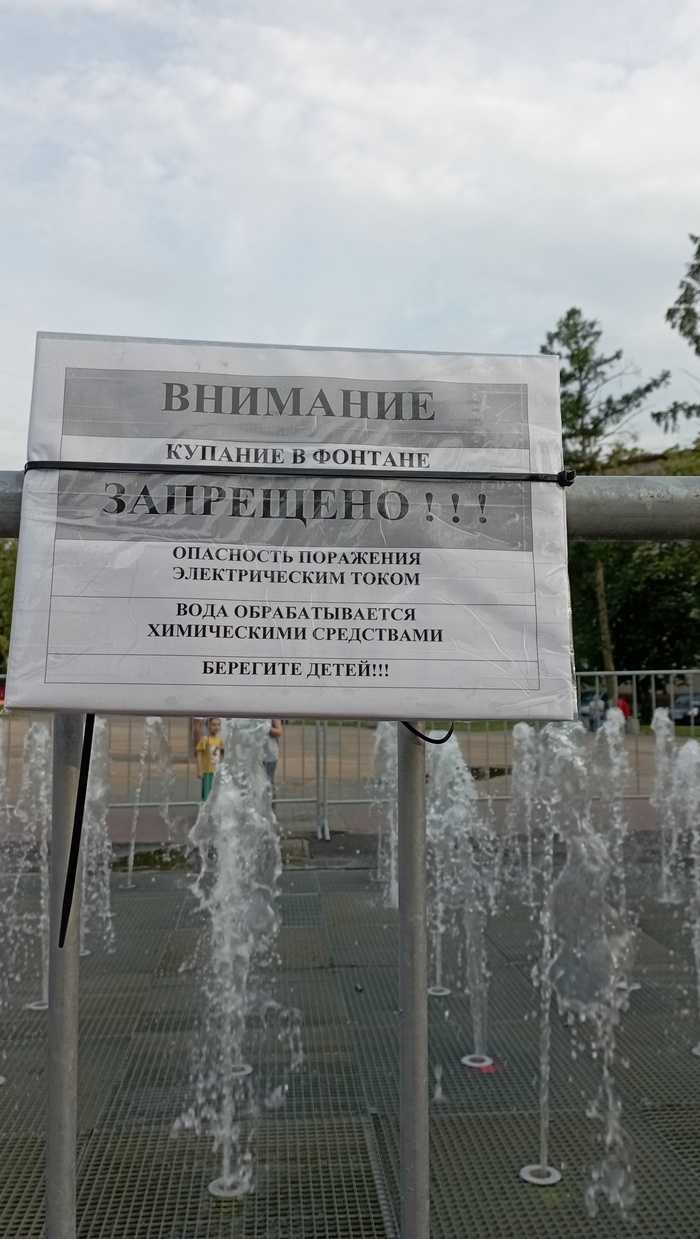 ВНИМАНИЕ
КУПАНИЕ В ФОНТАНЕ
ЗАПРЕЩЕНО ! ! !
ОПАСНОСТЬ ПОРАЖЕНИЯ
ЭЛЕКТРИЧЕСКИМ ТОКОМ
ВОДА ОБРАБАТЫВАЕТСЯ
ХИМИЧЕСКИМИ СРЕДСТВАМИ
БЕРЕГИТЕ ДЕТЕЙ!!!